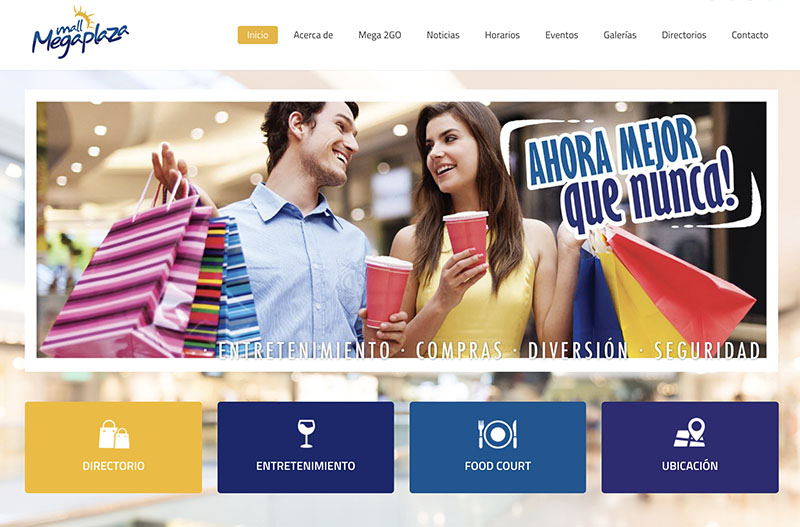 mall
Megaplaza
Inicio Acerca de Mega 2GO Noticias Horarios Eventos Galerías Directorios Contacto
AHORA MEJOR
que nunca!
· ENTRETENIMIENTO · COMPRAS · DIVERSIÓN · SEGURIDAD
DIRECTORIO ENTRETENIMIENTO FOOD COURT UBICACIÓN